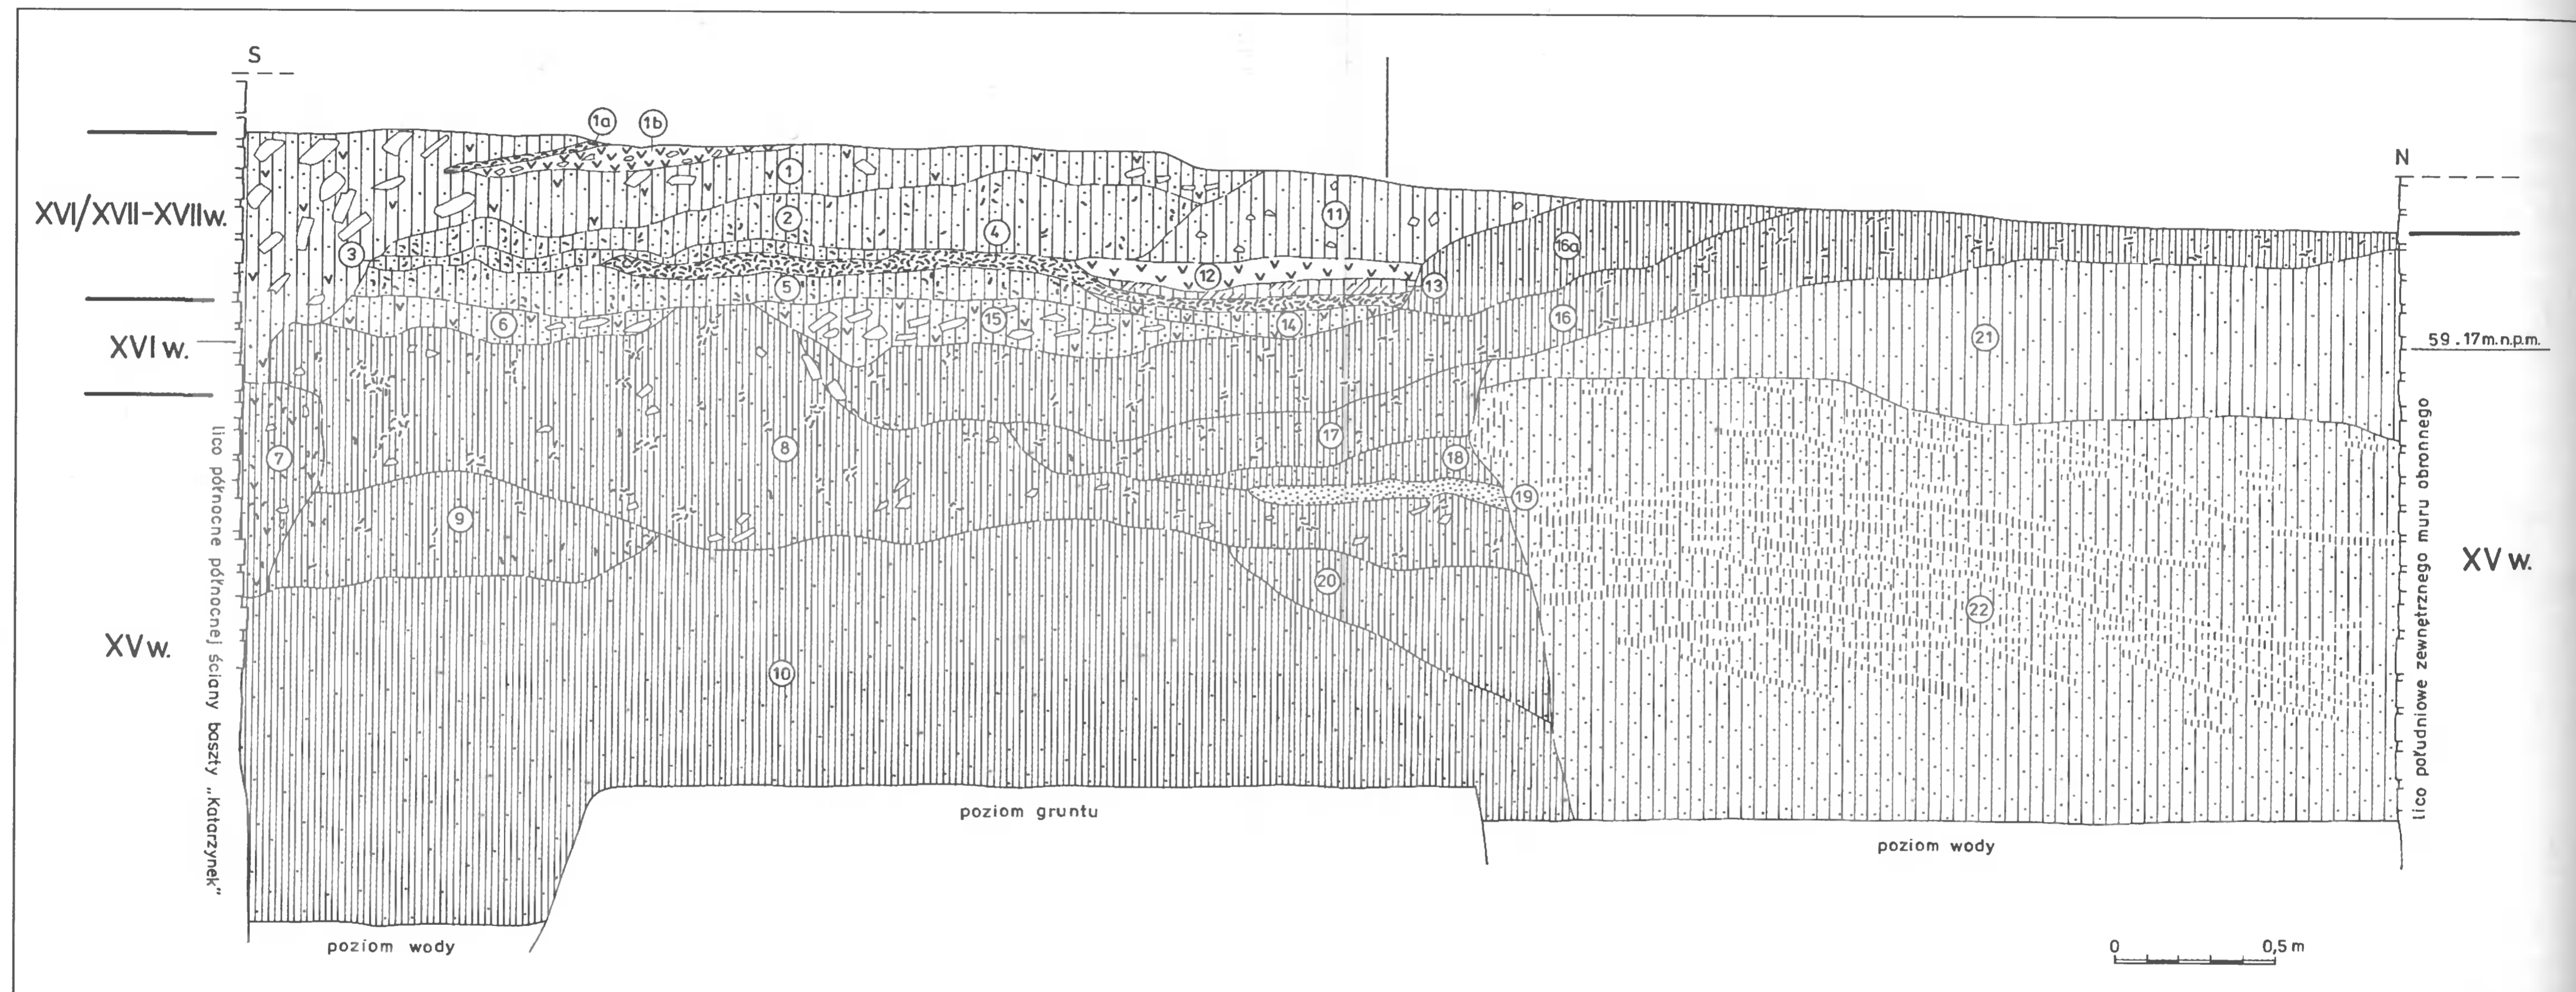 S
N
1a
1b
1
2
3
4
5
6
7
8
9
10
11
12
13
14
15
16a
16
17
18
19
20
21
22
XVI/XVII-XVIIw.
XVI w.
XVw.
59.17m.n.p.m.
XV w.
lico północne północnej ściany baszty „Katarzynek”
lico południowe zewnętrznego muru obronnego
poziom gruntu
poziom wody
poziom wody
0 0,5 m